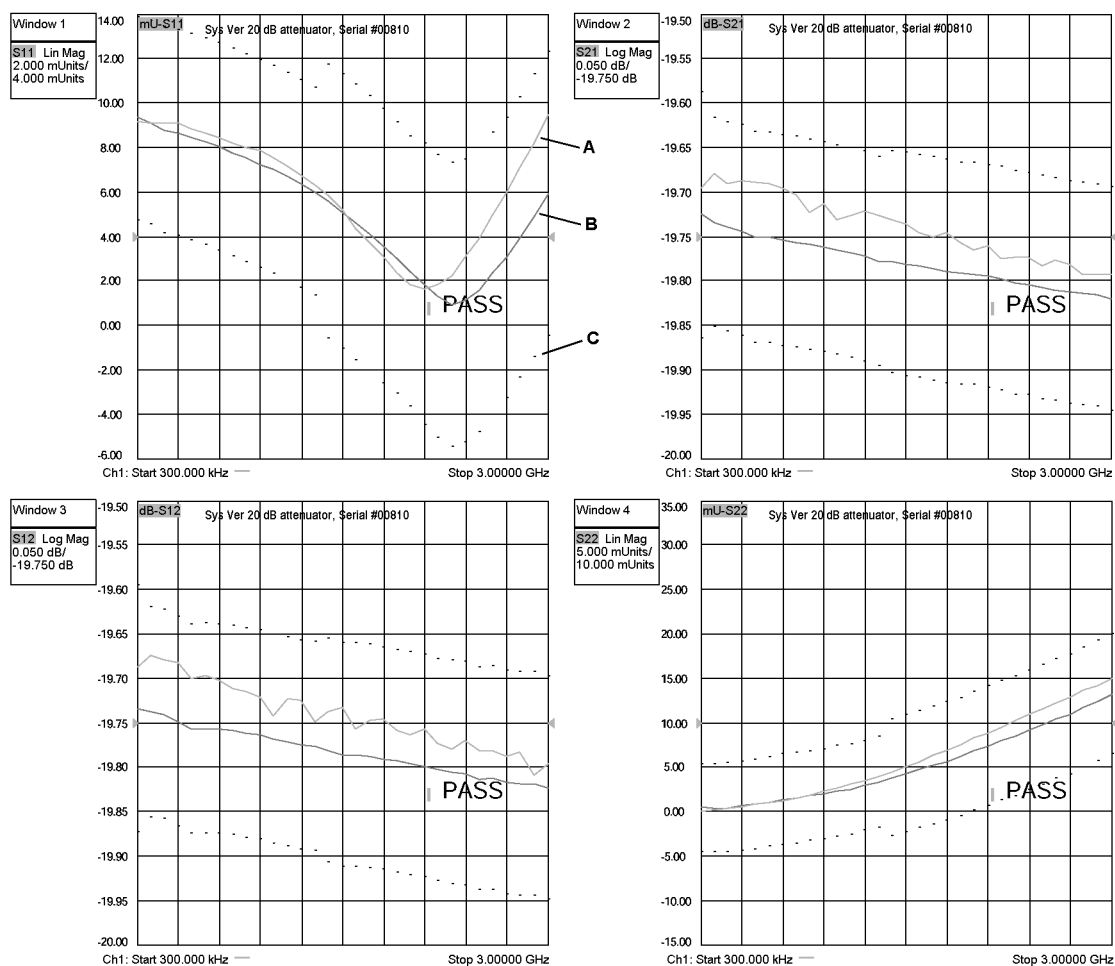 Window 1
S11 Lin Mag
2.000 mUnits/
4.000 mUnits
14.00
12.00
10.00
8.00
6.00
4.00
2.00
0.00
-2.00
-4.00
-6.00
mU-S11
Sys Ver 20 dB attenuator, Serial #00810
A
B
C
PASS
Ch1: Start 300.000 kHz
Stop 3.00000 GHz
Window 2
S21 Log Mag
0.050 dB/
-19.750 dB
-19.50
-19.55
-19.60
-19.65
-19.70
-19.75
-19.80
-19.85
-19.90
-19.95
-20.00
dB-S21
Sys Ver 20 dB attenuator, Serial #00810
PASS
Ch1: Start 300.000 kHz
Stop 3.00000 GHz
Window 3
S12 Log Mag
0.050 dB/
-19.750 dB
-19.50
-19.55
-19.60
-19.65
-19.70
-19.75
-19.80
-19.85
-19.90
-19.95
-20.00
dB-S12
Sys Ver 20 dB attenuator, Serial #00810
PASS
Ch1: Start 300.000 kHz
Stop 3.00000 GHz
Window 4
S22 Lin Mag
5.000 mUnits/
10.000 mUnits
35.00
30.00
25.00
20.00
15.00
10.00
5.00
0.00
-5.00
-10.00
-15.00
mU-S22
Sys Ver 20 dB attenuator, Serial #00810
PASS
Ch1: Start 300.000 kHz
Stop 3.00000 GHz